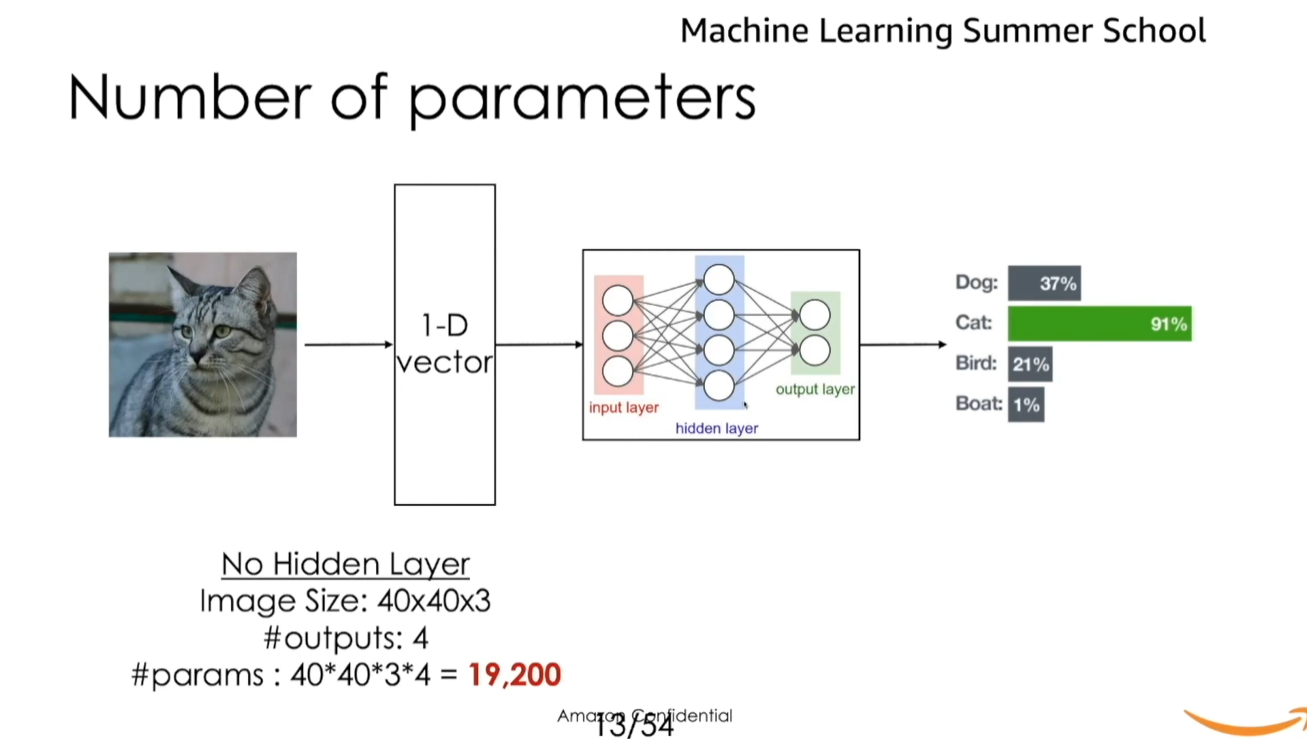 Machine Learning Summer School
Number of parameters
1-D
vector
input layer
hidden layer
output layer
Dog: 37%
Cat: 91%
Bird: 21%
Boat: 1%
No Hidden Layer
Image Size: 40x40x3
#outputs: 4
#params : 40*40*3*4 = 19,200
Amazon Confidential
13/54